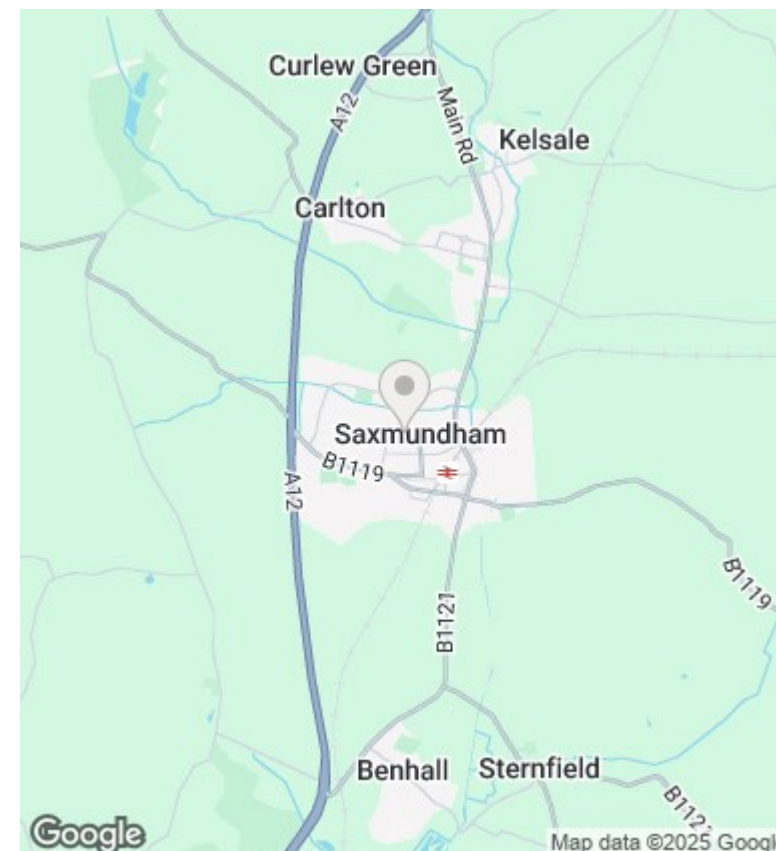 Curlew Green
A12
Main Rd
Kelsale
Carlton
Saxmundham
B1119
A12
B1119
B1121
Benhall
Sternfield
B1121
Google
Map data ©2025 Googl